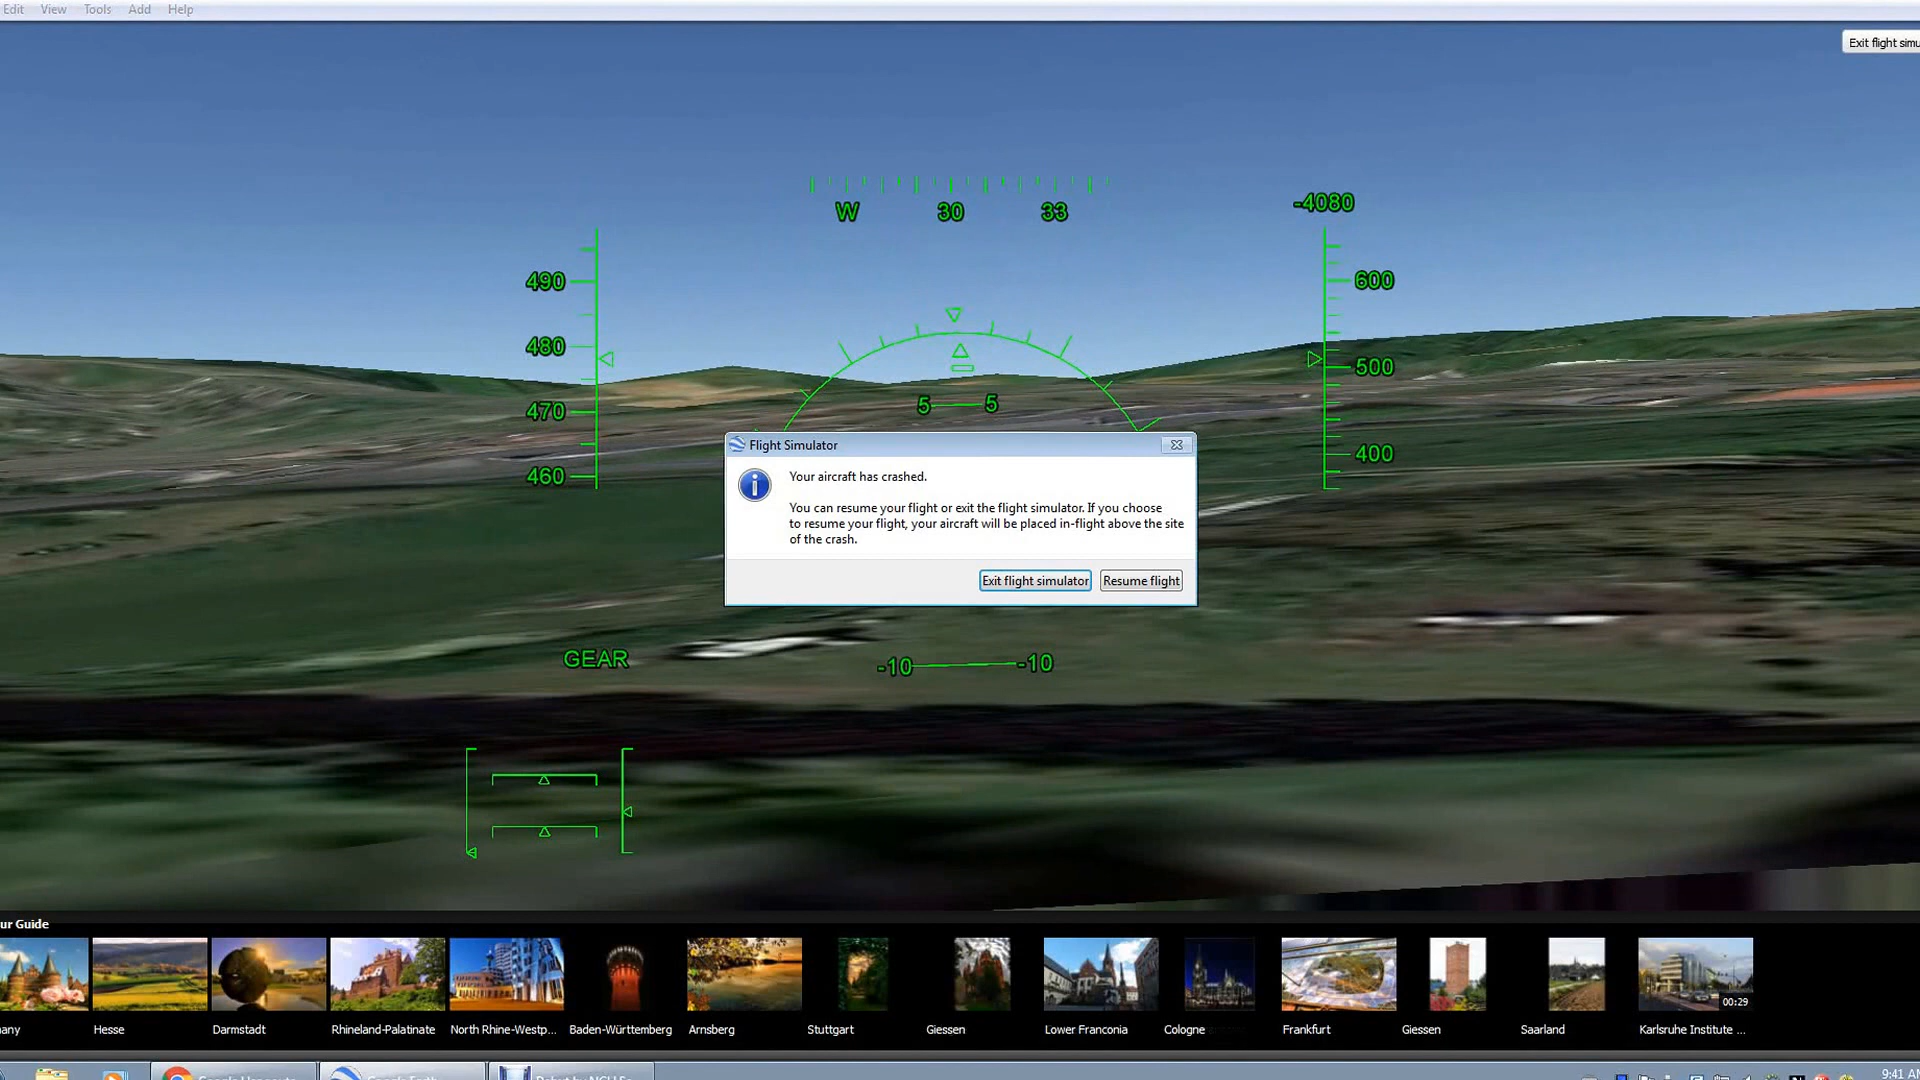 Edit View Tools Add Help
Exit flight simu
W 30 33
-4080
490
480
470
460
600
500
400
5 5
Flight Simulator
Your aircraft has crashed.
You can resume your flight or exit the flight simulator. If you choose
to resume your flight, your aircraft will be placed in-flight above the site
of the crash.
Exit flight simulator Resume flight
GEAR
-10 -10
ur Guide
00:29
any Hesse Darmstadt Rhineland-Palatinate North Rhine-Westp... Baden-Württemberg Arnsberg Stuttgart Giessen Lower Franconia Cologne Frankfurt Giessen Saarland Karlsruhe Institute ...
9:41 AM